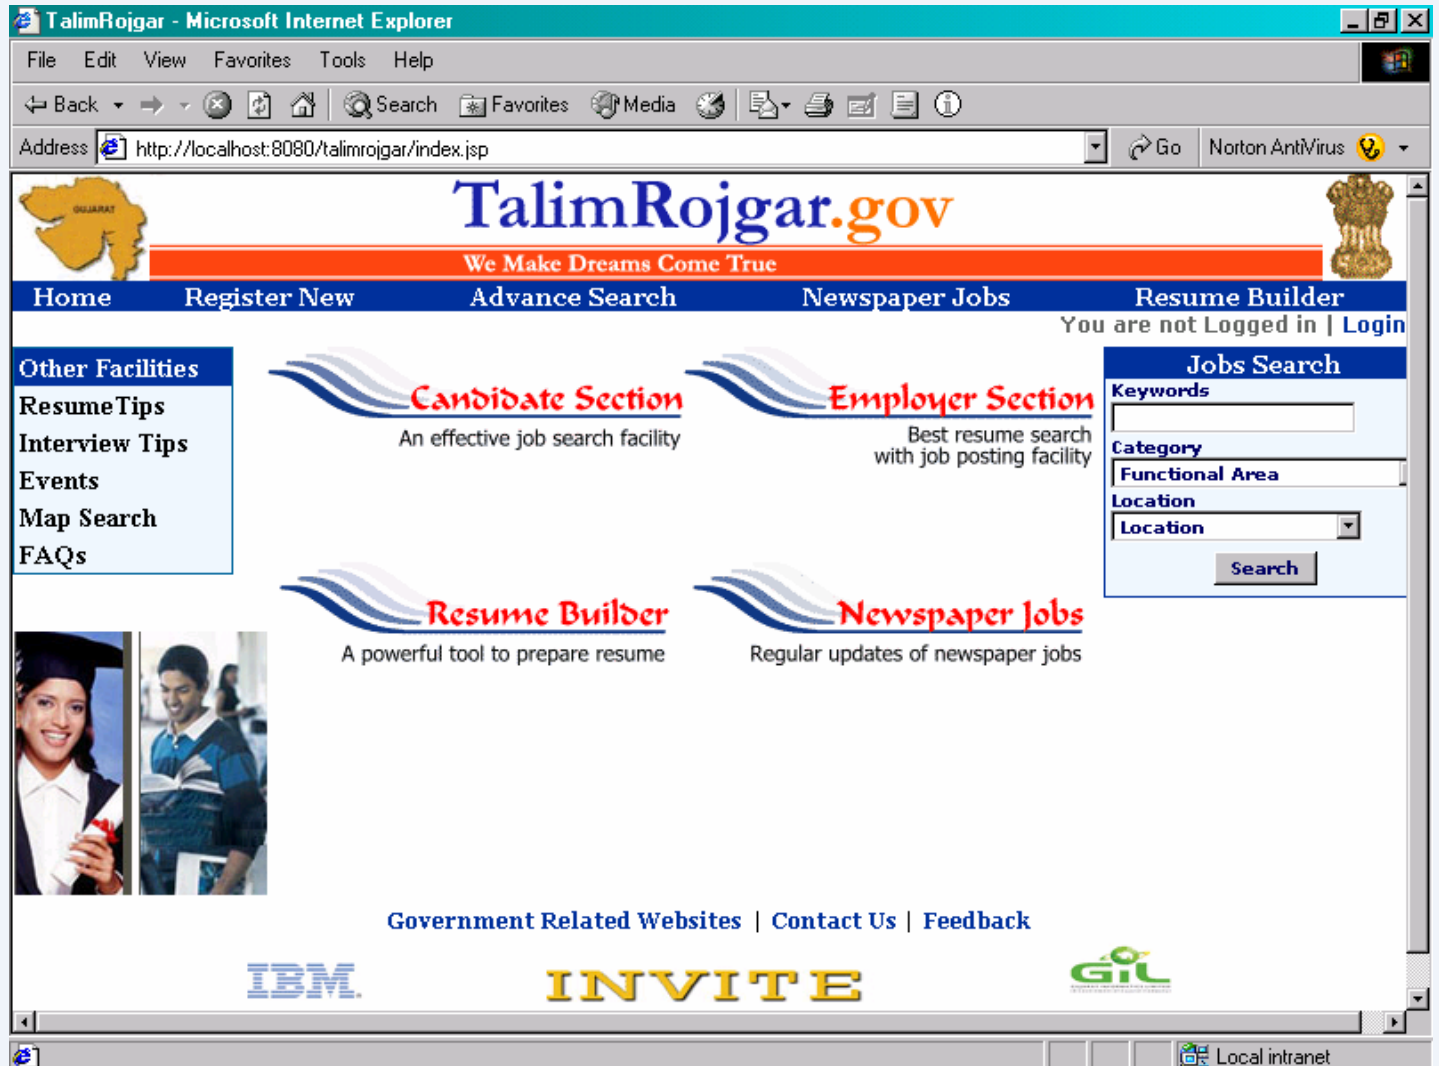 TalimRojgar - Microsoft Internet Explorer
File Edit View Favorites Tools Help
Back Search Favorites Media
Address http://localhost:8080/talimrojgar/index.jsp Go Norton AntiVirus
GUJARAT
TalimRojgar.gov
We Make Dreams Come True
Home Register New Advance Search Newspaper Jobs Resume Builder
You are not Logged in | Login
Other Facilities
ResumeTips
Interview Tips
Events
Map Search
FAQs
Candidate Section
An effective job search facility
Employer Section
Best resume search
with job posting facility
Resume Builder
A powerful tool to prepare resume
Newspaper Jobs
Regular updates of newspaper jobs
Jobs Search
Keywords
Category
Functional Area
Location
Location
Search
Government Related Websites | Contact Us | Feedback
IBM.
INVITE
GIL
Local intranet